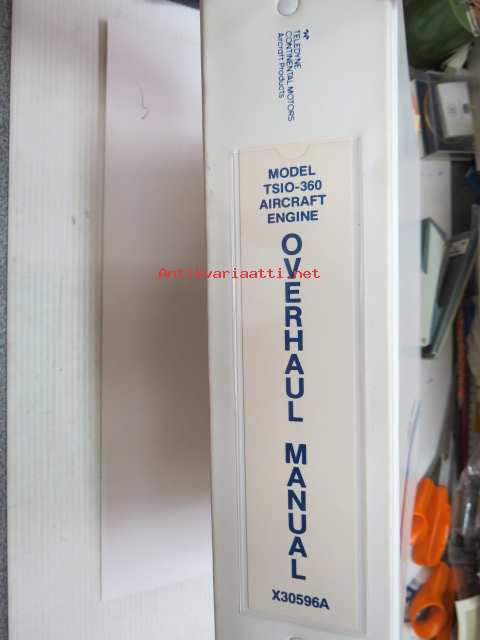 TELEDYNE
CONTINENTAL MOTORS
Aircraft Products
MODEL
TSIO-360
AIRCRAFT
ENGINE
OVERHAUL MANUAL
X30596A
Antikvariaatti.net